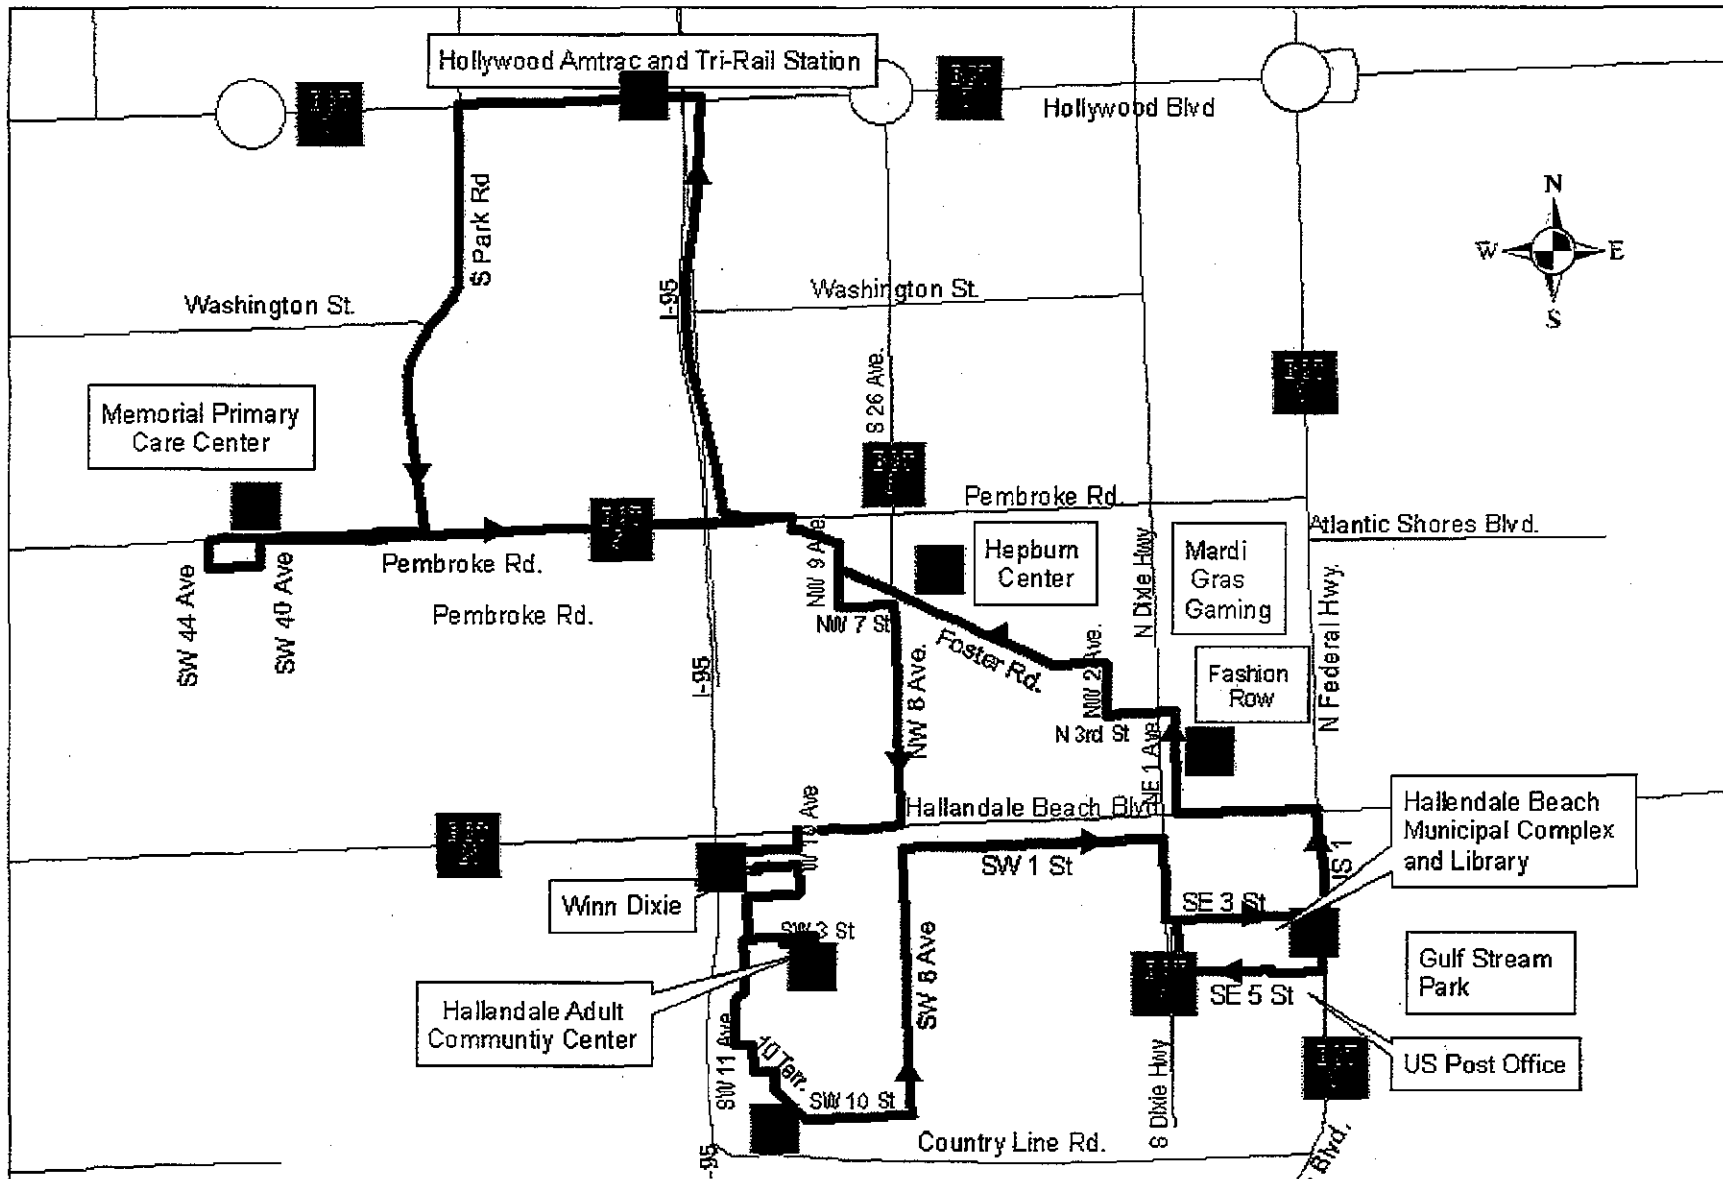 Hollywood Amtrac and Tri-Rail Station
Hollywood Blvd
S Park Rd
N
W
E
S
I-95
Washington St.
Washington St.
S 26 Ave.
Memorial Primary
Care Center
Pembroke Rd.
Atlantic Shores Blvd.
Pembroke Rd.
Pembroke Rd.
SW 44 Ave
SW 40 Ave
NW 9 Ave.
NW 7 St
Hepburn
Center
N Dixie Hwy
Mardi
Gras
Gaming
N Federal Hwy.
Foster Rd.
NW 2 Ave.
Fashion
Row
I-95
NW 8 Ave.
N 3rd St
NE 1 Ave
Hallandale Beach Blvd
Hallendale Beach
Municipal Complex
and Library
Winn Dixie
SW 1 St
US 1
SE 3 St
SW 3 St
SW 8 Ave
Gulf Stream
Park
Hallandale Adult
Communtiy Center
SE 5 St
SW 11 Ave
10 Terr.
US Post Office
SW 10 St
S Dixie Hwy
Country Line Rd.
-95
Blvd.